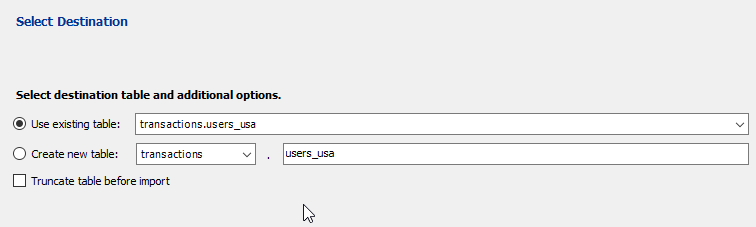 Select Destination
Select destination table and additional options.
Use existing table: transactions.users_usa
Create new table: transactions . users_usa
Truncate table before import